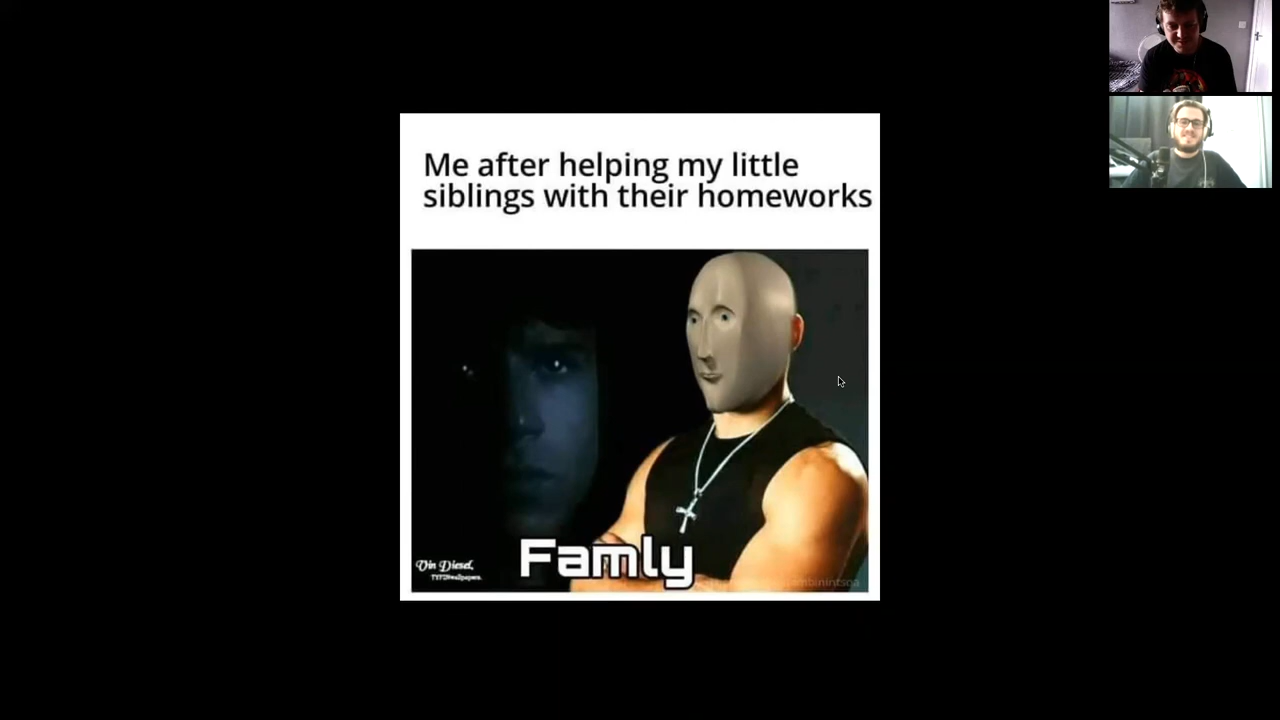 Me after helping my little
siblings with their homeworks
Famly
Vin Diesel,